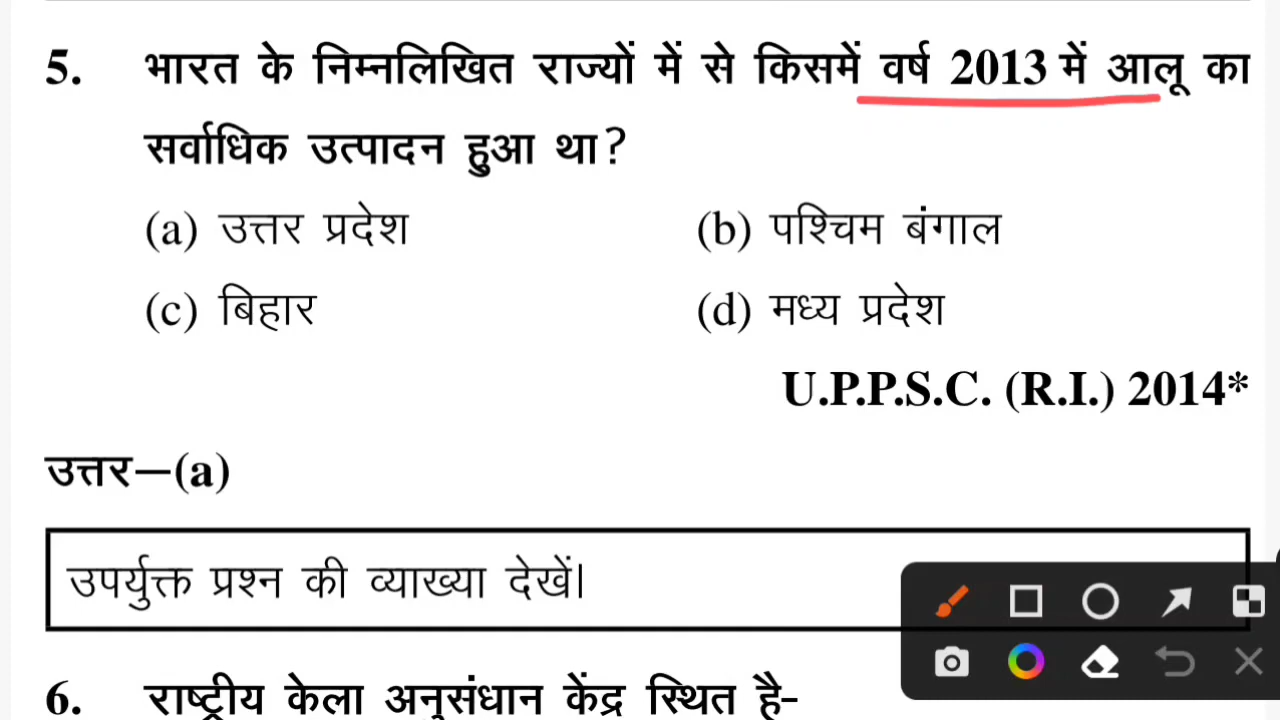 5. भारत के निम्नलिखित राज्यों में से किसमें वर्ष 2013 में आलू का
सर्वाधिक उत्पादन हुआ था?
(a) उत्तर प्रदेश (b) पश्चिम बंगाल
(c) बिहार (d) मध्य प्रदेश
U.P.P.S.C. (R.I.) 2014*
उत्तर—(a)
उपर्युक्त प्रश्न की व्याख्या देखें।
6. राष्ट्रीय केला अनुसंधान केंद्र स्थित है-